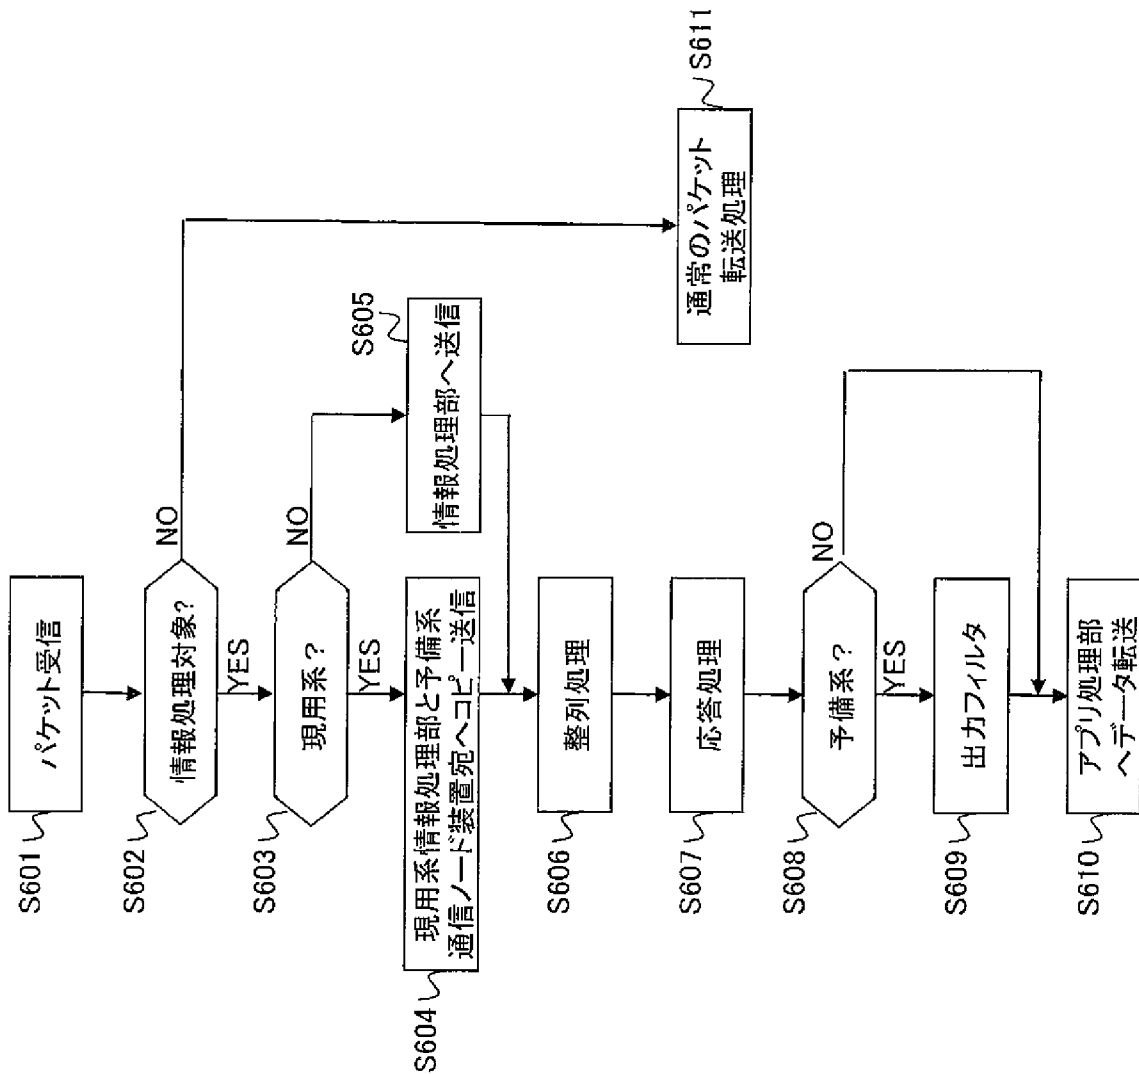 S601
パケット受信
S602
情報処理対象?
NO
YES
S603
現用系?
NO
YES
S604
現用系情報処理部と予備系
通信ノード装置宛へコピー送信
S605
情報処理部へ送信
S606
整列処理
S607
応答処理
S608
予備系?
NO
YES
S609
出力フィルタ
S610
アプリ処理部
へデータ転送
S611
通常のパケット
転送処理